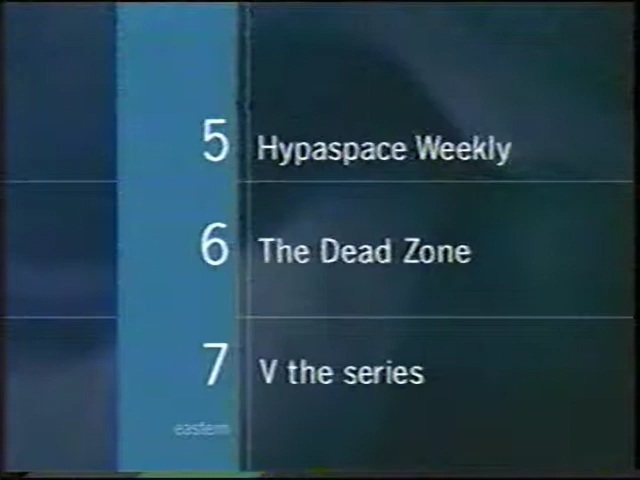 5 Hypaspace Weekly
6 The Dead Zone
7 V the series
eastern